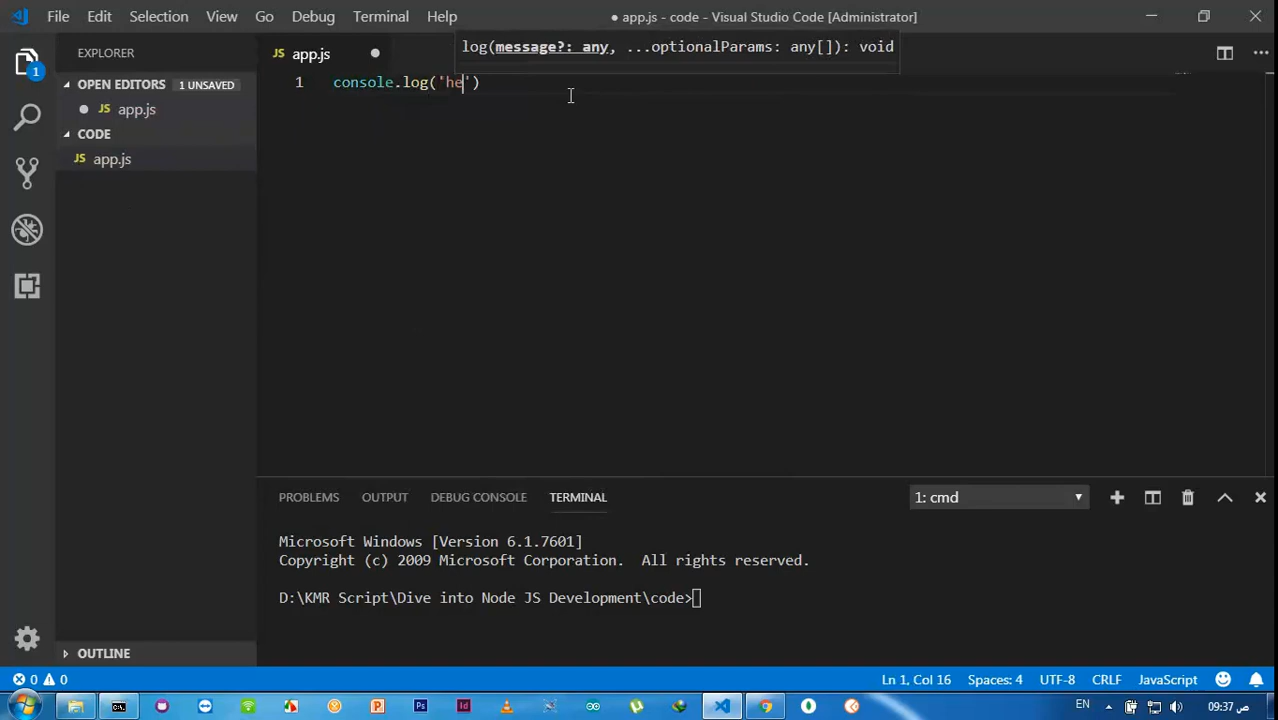 File Edit Selection View Go Debug Terminal Help ● app.js - code - Visual Studio Code [Administrator]
EXPLORER
JS app.js
log(message?: any, ...optionalParams: any[]): void
1
OPEN EDITORS 1 UNSAVED
1 console.log('he')
JS app.js
CODE
JS app.js
PROBLEMS OUTPUT DEBUG CONSOLE TERMINAL 1: cmd
Microsoft Windows [Version 6.1.7601]
Copyright (c) 2009 Microsoft Corporation. All rights reserved.
D:\KMR Script\Dive into Node JS Development\code>
OUTLINE
0 0 Ln 1, Col 16 Spaces: 4 UTF-8 CRLF JavaScript
Ps Id EN 09:37 ص